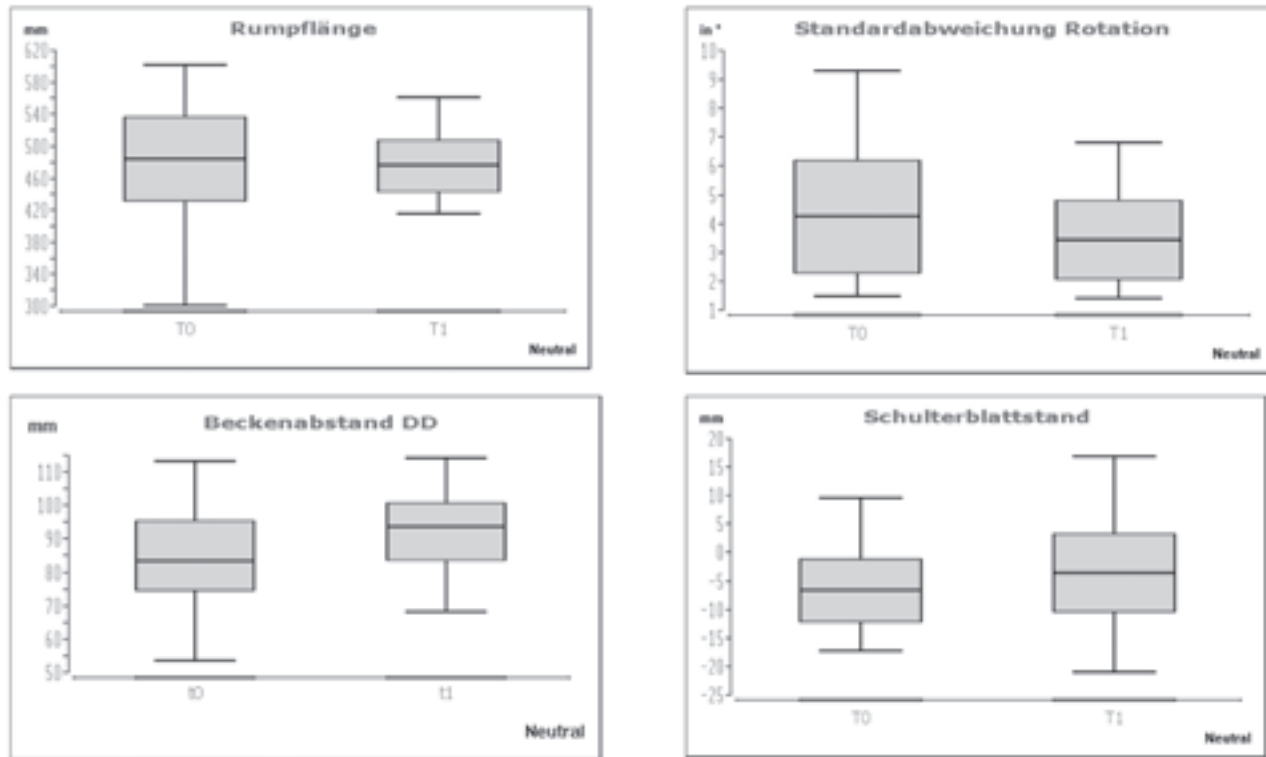 Rumpflänge
mm
620
580
540
500
460
420
380
340
300
T0 T1
Neutral
Standardabweichung Rotation
in °
10
9
8
7
6
5
4
3
2
1
T0 T1
Neutral
Beckenabstand DD
mm
110
100
90
80
70
60
50
t0 t1
Neutral
Schulterblattstand
mm
20
15
10
5
0
-5
-10
-15
-20
-25
T0 T1
Neutral